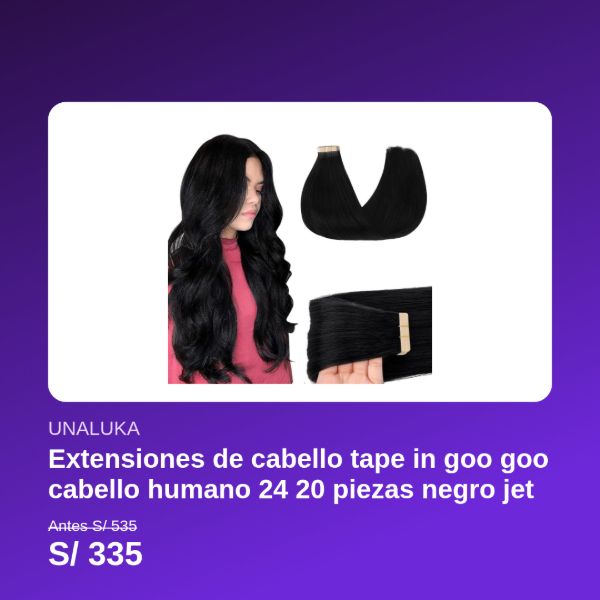 UNALUKA
Extensiones de cabello tape in goo goo
cabello humano 24 20 piezas negro jet
Antes S/ 535
S/ 335